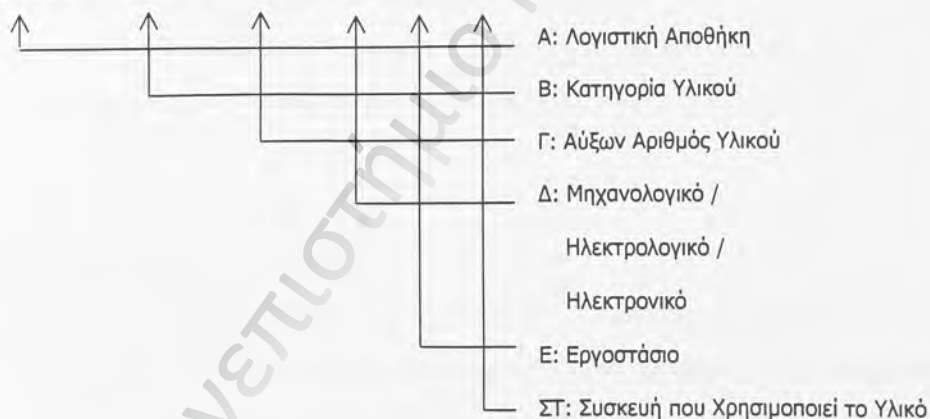 Α: Λογιστική Αποθήκη
Β: Κατηγορία Υλικού
Γ: Αύξων Αριθμός Υλικού
Δ: Μηχανολογικό /
Ηλεκτρολογικό /
Ηλεκτρονικό
Ε: Εργοστάσιο
ΣΤ: Συσκευή που Χρησιμοποιεί το Υλικό